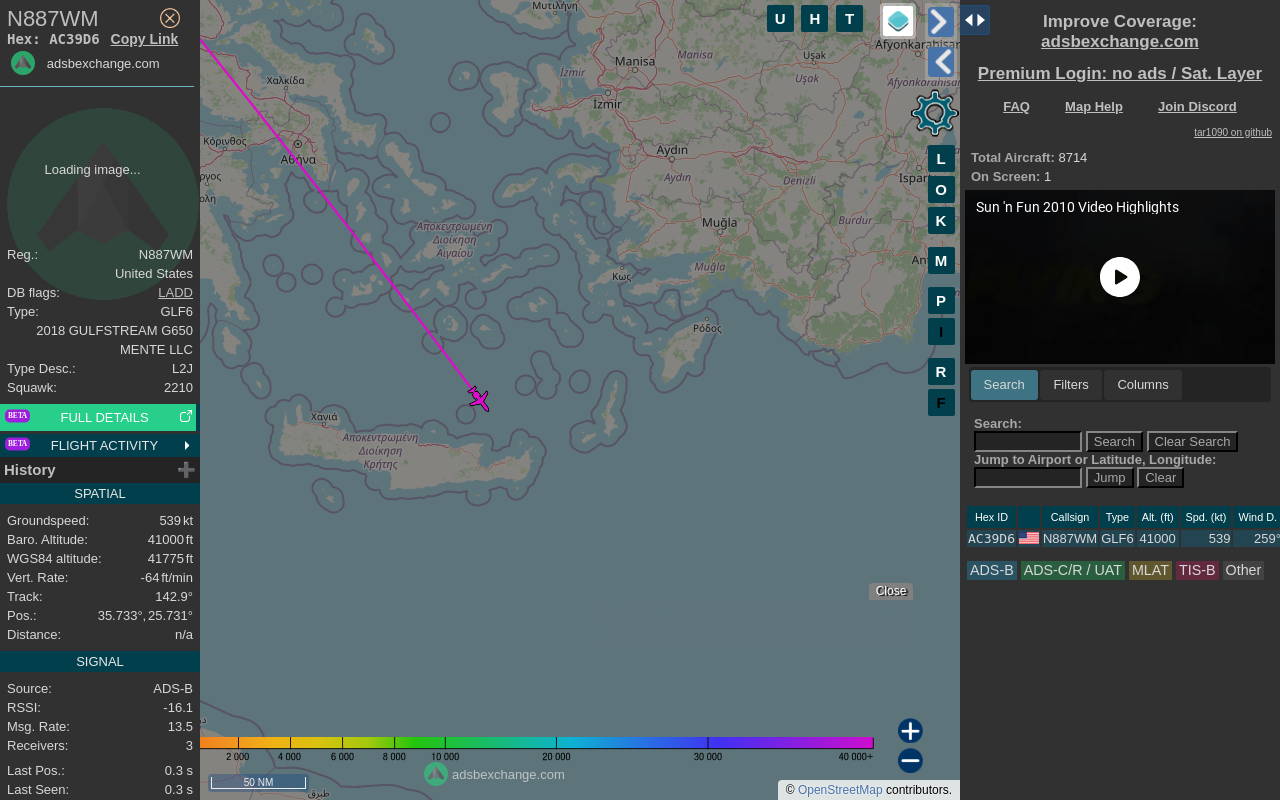 N887WM
Hex: AC39D6 Copy Link
adsbexchange.com
Loading image...
Reg.: N887WM
United States
DB flags: LADD
Type: GLF6
2018 GULFSTREAM G650
MENTE LLC
Type Desc.: L2J
Squawk: 2210
BETA FULL DETAILS
BETA FLIGHT ACTIVITY
History
SPATIAL
Groundspeed: 539 kt
Baro. Altitude: 41000 ft
WGS84 altitude: 41775 ft
Vert. Rate: -64 ft/min
Track: 142.9°
Pos.: 35.733°, 25.731°
Distance: n/a
SIGNAL
Source: ADS-B
RSSI: -16.1
Msg. Rate: 13.5
Receivers: 3
Last Pos.: 0.3 s
Last Seen: 0.3 s
Μυτιλήνη
Manisa
Manisa
İzmir
İzmir
Uşak
Uşak
Afyonkarahisar
Afyonkarahisar
Χαλκίδα
Κόρινθος
Αθήνα
Aydın
Aydın
Denizli
Burdur
Muğla
Muğla
Αποκεντρωμένη
Διοίκηση
Αιγαίου
Κως
Ρόδος
Χανιά
Αποκεντρωμένη
Διοίκηση
Κρήτης
طبرق
U H T
L
O
K
M
P
I
R
F
Close
2 000 4 000 6 000 8 000 10 000 20 000 30 000 40 000+
50 NM
adsbexchange.com
© OpenStreetMap contributors.
Improve Coverage:
adsbexchange.com
Premium Login: no ads / Sat. Layer
FAQ Map Help Join Discord
tar1090 on github
Total Aircraft: 8714
On Screen: 1
Sun 'n Fun 2010 Video Highlights
Search Filters Columns
Search:
Search Clear Search
Jump to Airport or Latitude, Longitude:
Jump Clear
Hex ID Callsign Type Alt. (ft) Spd. (kt) Wind D.
AC39D6 N887WM GLF6 41000 539 259°
ADS-B ADS-C/R / UAT MLAT TIS-B Other